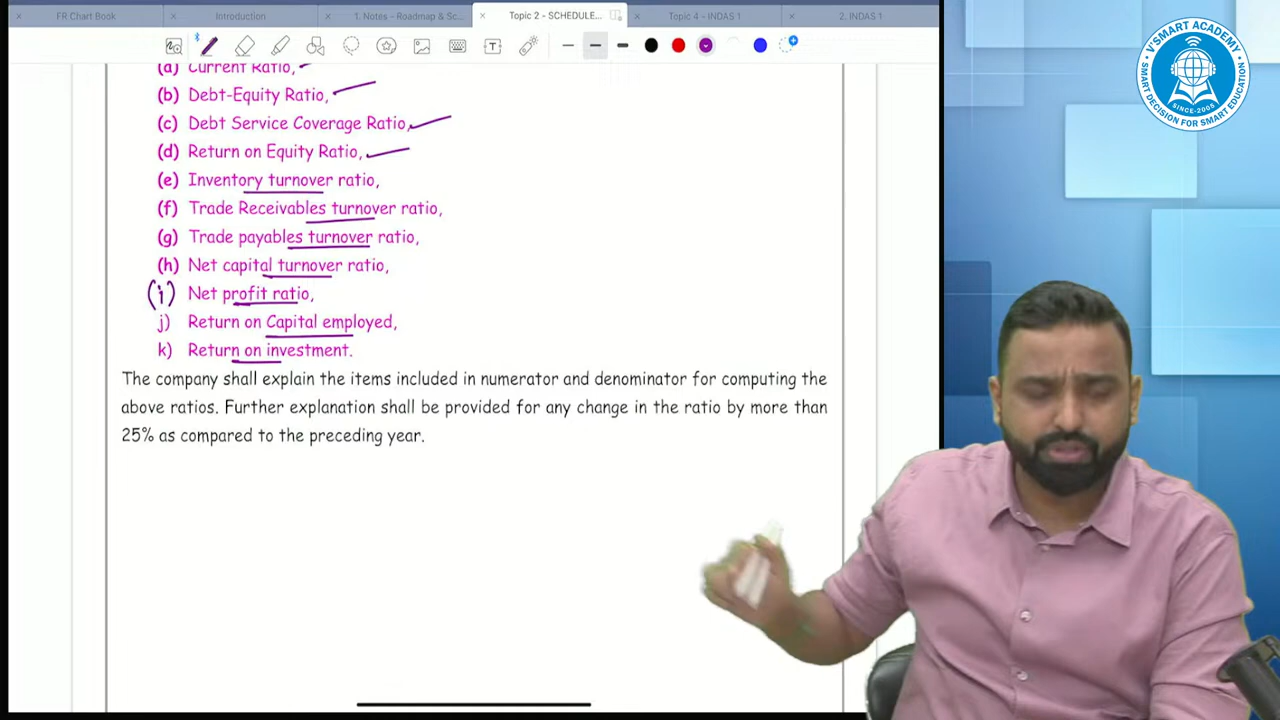 FR Chart Book
Introduction
1. Notes - Roadmap & Sc...
Topic 2 - SCHEDULE...
Topic 4 - INDAS 1
2. INDAS 1
(a) Current Ratio,
(b) Debt-Equity Ratio,
(c) Debt Service Coverage Ratio,
(d) Return on Equity Ratio,
(e) Inventory turnover ratio,
(f) Trade Receivables turnover ratio,
(g) Trade payables turnover ratio,
(h) Net capital turnover ratio,
(i) Net profit ratio,
j) Return on Capital employed,
k) Return on investment.
The company shall explain the items included in numerator and denominator for computing the
above ratios. Further explanation shall be provided for any change in the ratio by more than
25% as compared to the preceding year.
V'SMART ACADEMY
SINCE-2005
SMART DECISION FOR SMART EDUCATION